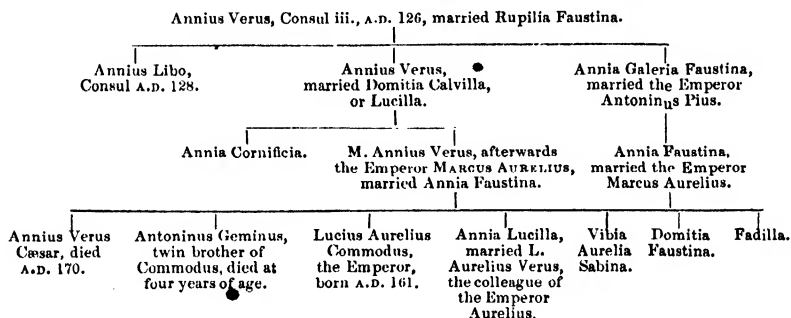 Annius Verus, Consul iii., A.D. 126, married Rupilia Faustina.
Annius Libo,
Consul A.D. 128.
Annius Verus,
married Domitia Calvilla,
or Lucilla.
Annia Galeria Faustina,
married the Emperor
Antoninus Pius.
Annia Cornificia.
M. Annius Verus, afterwards
the Emperor MARCUS AURELIUS,
married Annia Faustina.
Annia Faustina,
married the Emperor
Marcus Aurelius.
Annius Verus
Cæsar, died
A.D. 170.
Antoninus Geminus,
twin brother of
Commodus, died at
four years of age.
Lucius Aurelius
Commodus,
the Emperor,
born A.D. 161.
Annia Lucilla,
married L.
Aurelius Verus,
the colleague of
the Emperor
Aurelius.
Vibia
Aurelia
Sabina.
Domitia
Faustina.
Fadilla.